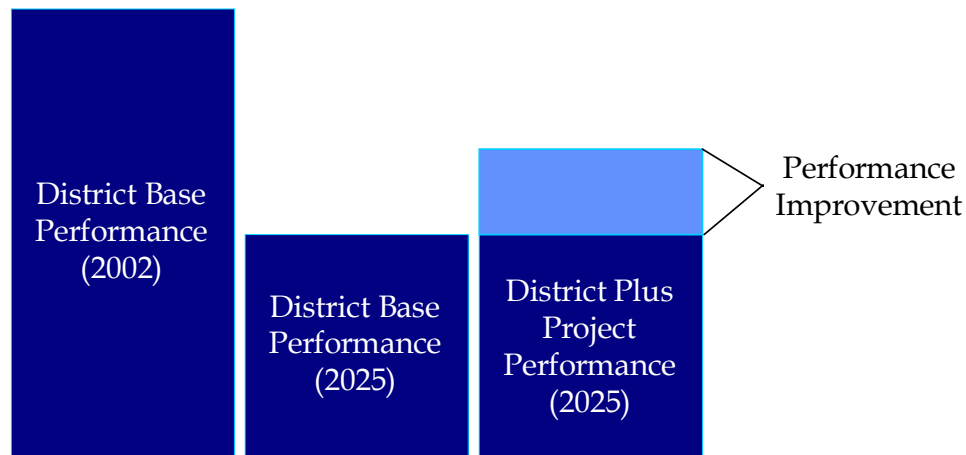 District Base
Performance
(2002)
District Base
Performance
(2025)
District Plus
Project
Performance
(2025)
Performance
Improvement